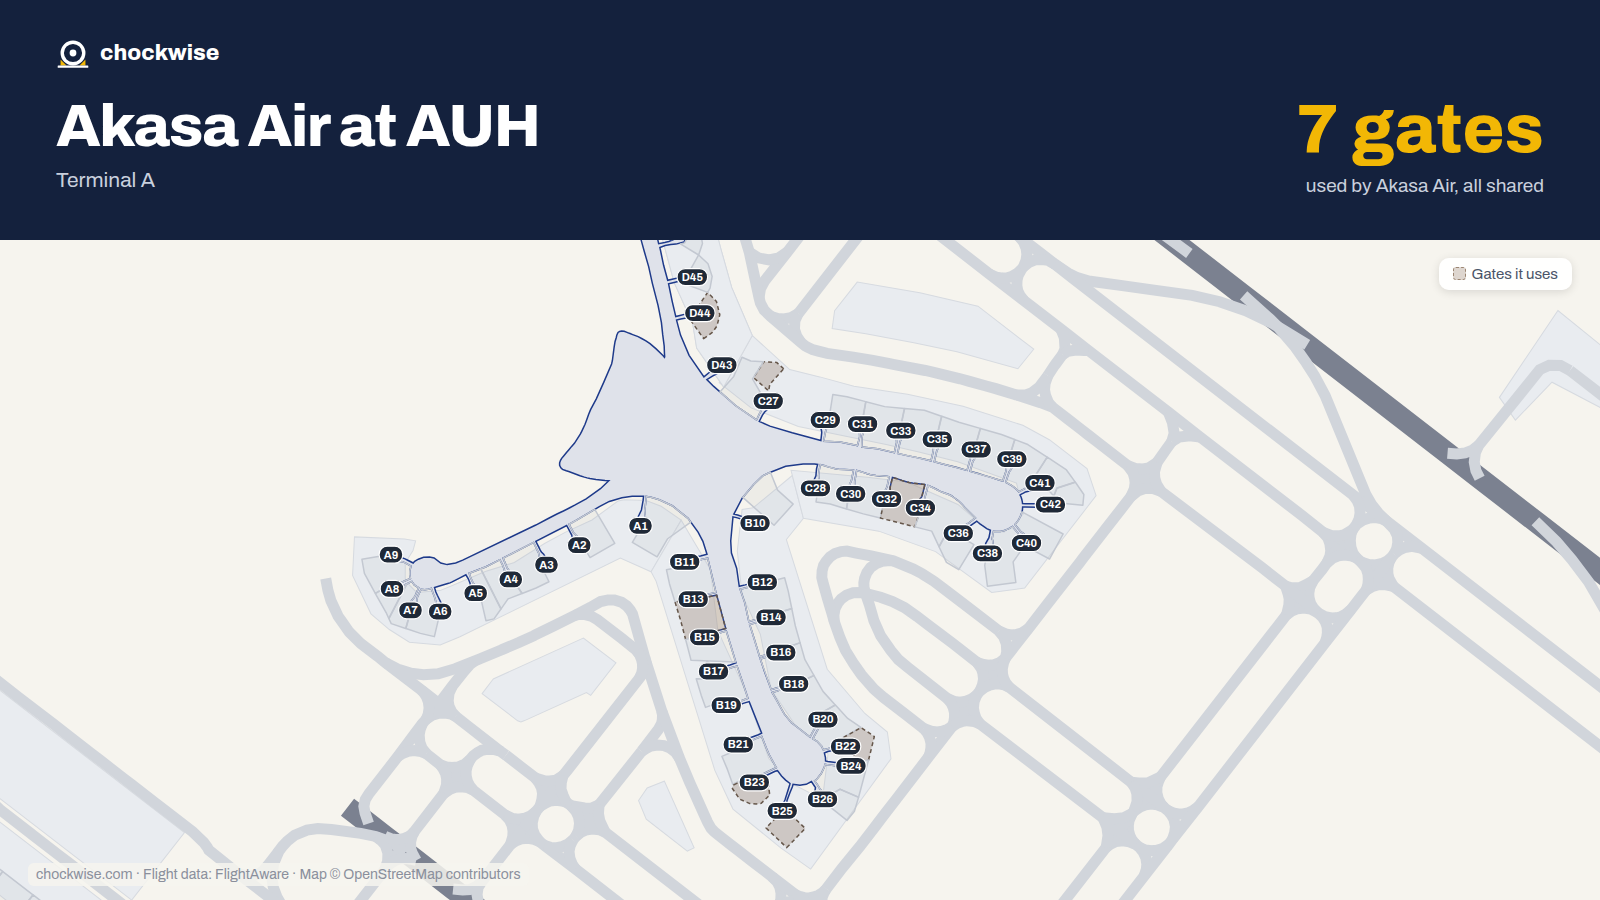 chockwise
Akasa Air at AUH
Terminal A
7 gates
used by Akasa Air, all shared
Gates it uses
D45
D44
D43
C27
C29
C31
C33
C35
C37
C39
C41
C42
C28
C30
C32
C34
C36
C38
C40
A1
A2
A3
A4
A5
A6
A7
A8
A9
B10
B11
B12
B13
B14
B15
B16
B17
B18
B19
B20
B21
B22
B24
B23
B26
B25
chockwise.com · Flight data: FlightAware · Map © OpenStreetMap contributors